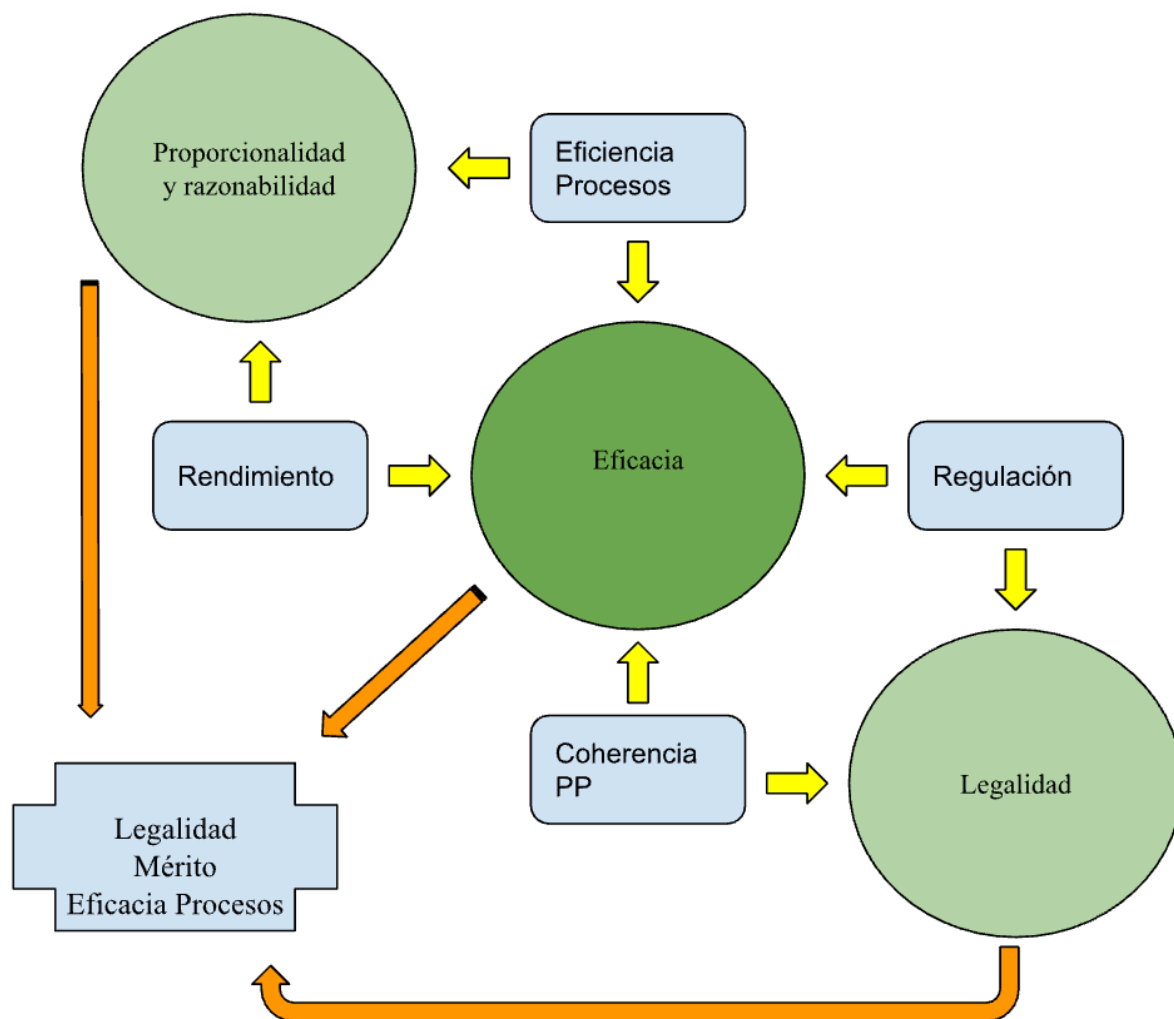 Proporcionalidad
y razonabilidad
Eficiencia
Procesos
Rendimiento
Eficacia
Regulación
Coherencia
PP
Legalidad
Legalidad
Mérito
Eficacia Procesos